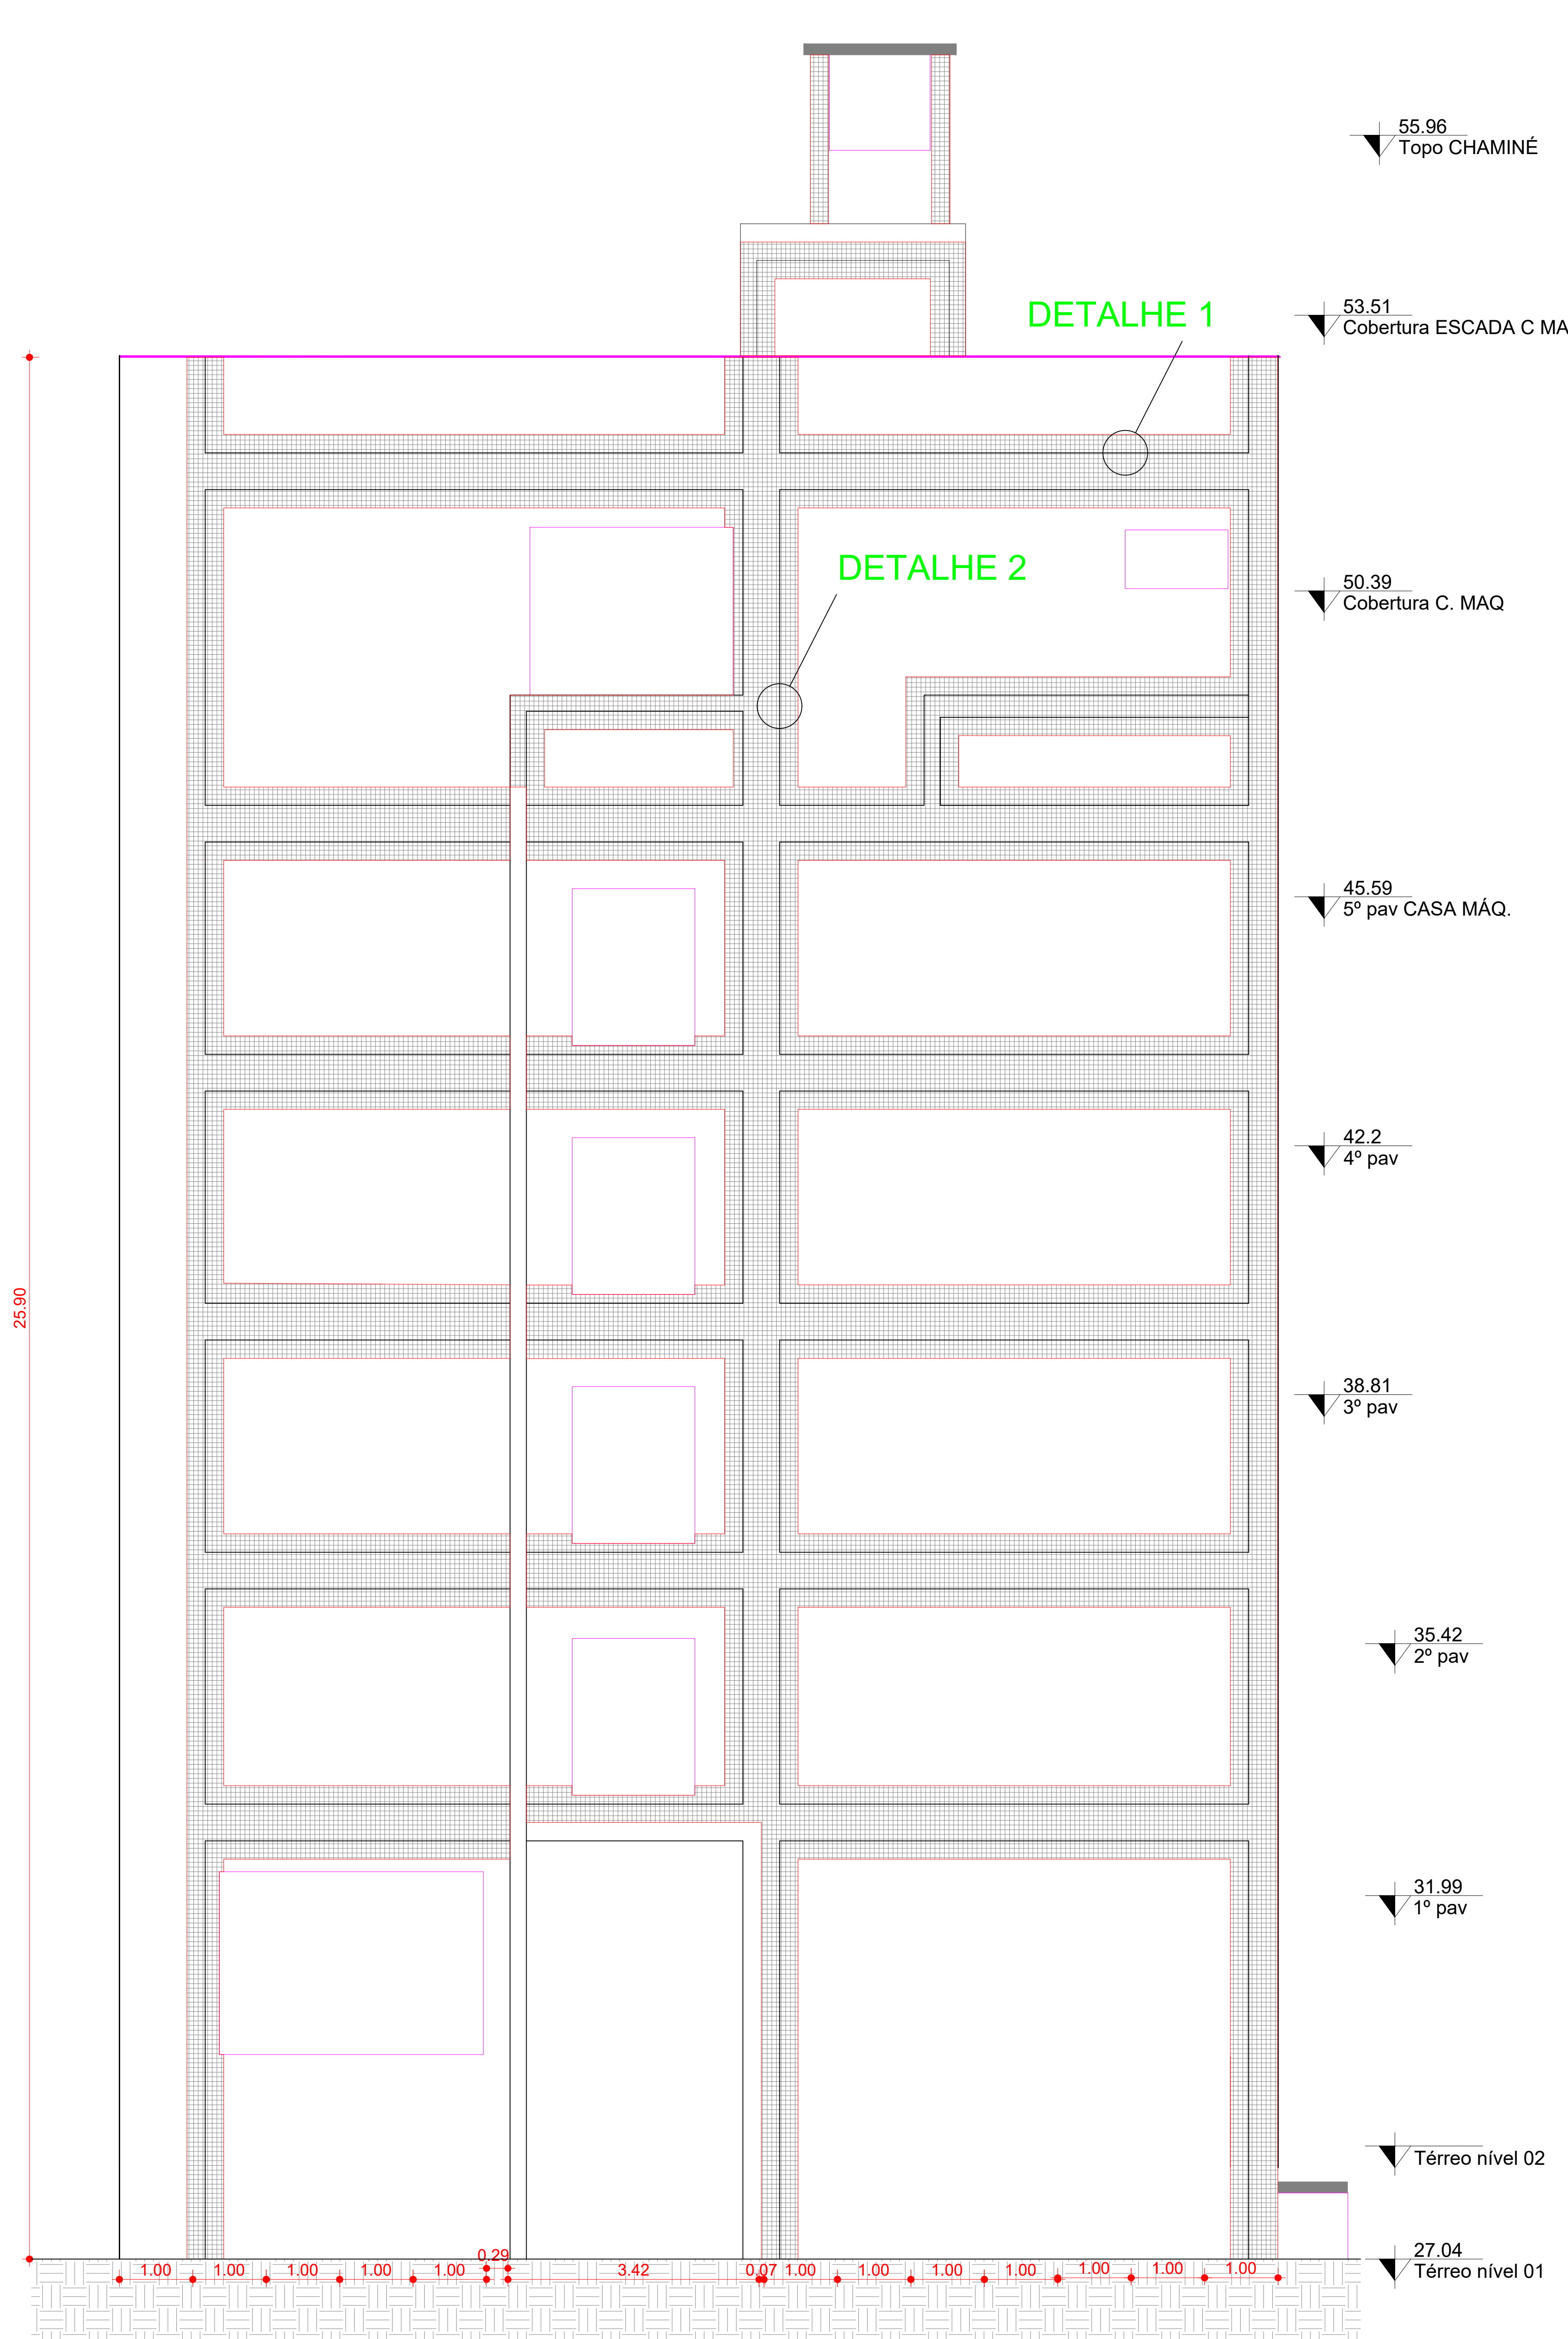 55.96
Topo CHAMINÉ
53.51
Cobertura ESCADA C MA
DETALHE 1
DETALHE 2
50.39
Cobertura C. MAQ
45.59
5º pav CASA MÁQ.
42.2
4º pav
25.90
38.81
3º pav
35.42
2º pav
31.99
1º pav
Térreo nível 02
27.04
Térreo nível 01
0.29
1.00 1.00 1.00 1.00 1.00 3.42 0.07 1.00 1.00 1.00 1.00 1.00 1.00 1.00